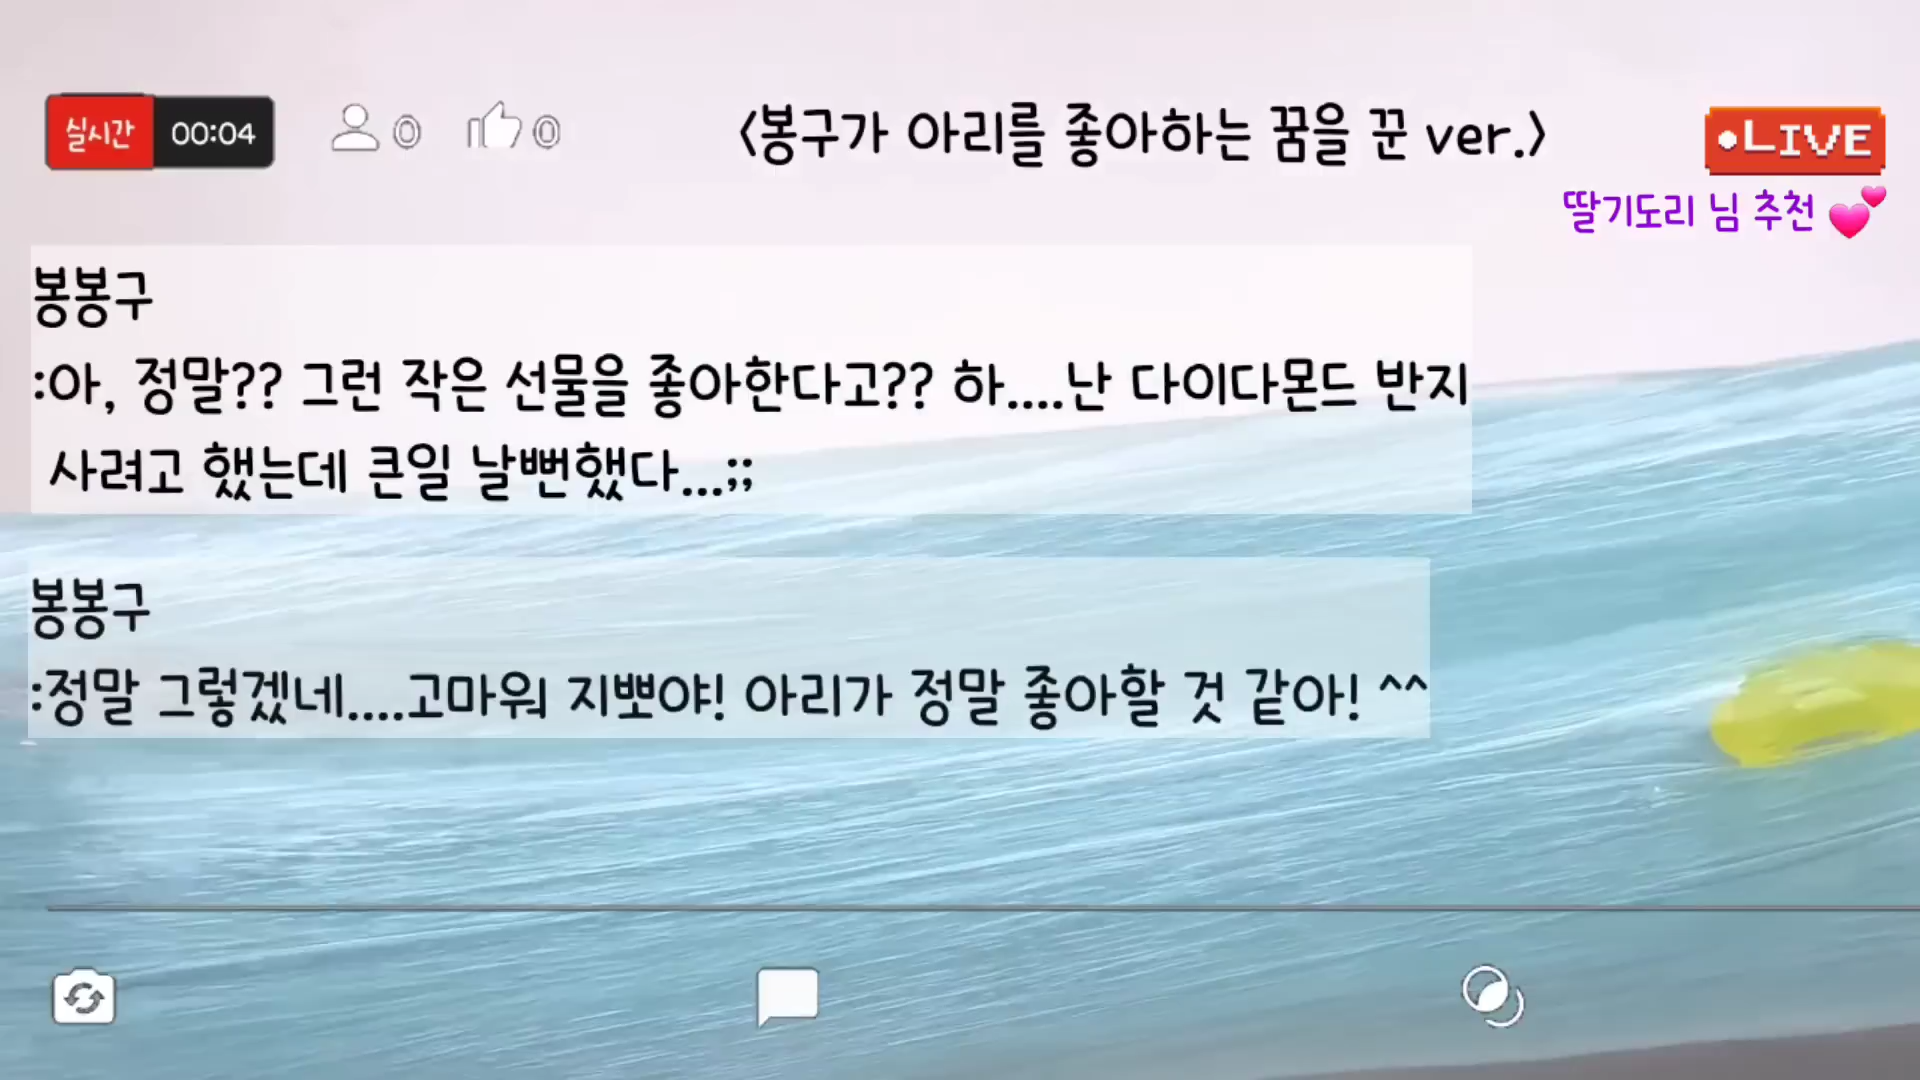 실시간 00:04 0 0 <봉구가 아리를 좋아하는 꿈을 꾼 ver.> •LIVE
딸기도리 님 추천 💕
봉봉구
:아, 정말?? 그런 작은 선물을 좋아한다고?? 하....난 다이다몬드 반지
사려고 했는데 큰일 날뻔했다...;;
봉봉구
:정말 그렇겠네....고마워 지뽀야! 아리가 정말 좋아할 것 같아! ^^